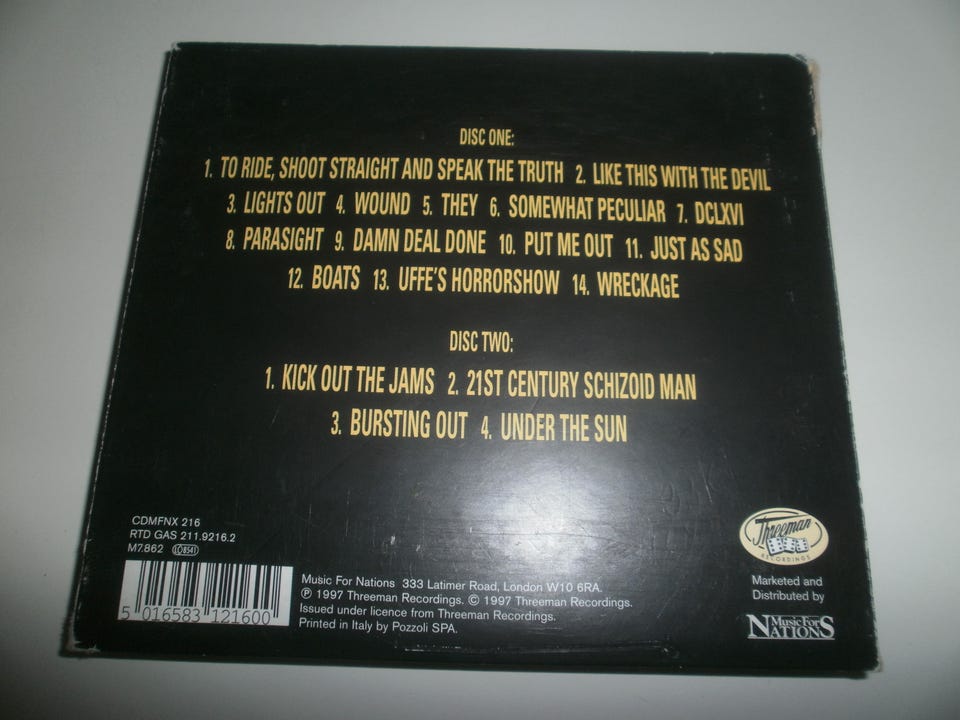 DISC ONE:
1. TO RIDE, SHOOT STRAIGHT AND SPEAK THE TRUTH 2. LIKE THIS WITH THE DEVIL
3. LIGHTS OUT 4. WOUND 5. THEY 6. SOMEWHAT PECULIAR 7. DCLXVI
8. PARASIGHT 9. DAMN DEAL DONE 10. PUT ME OUT 11. JUST AS SAD
12. BOATS 13. UFFE'S HORRORSHOW 14. WRECKAGE
DISC TWO:
1. KICK OUT THE JAMS 2. 21ST CENTURY SCHIZOID MAN
3. BURSTING OUT 4. UNDER THE SUN
CDMFNX 216
RTD GAS 211.9216.2
M7.862 LC 8541
5 016583 121600
Music For Nations 333 Latimer Road, London W10 6RA.
℗ 1997 Threeman Recordings. © 1997 Threeman Recordings.
Issued under licence from Threeman Recordings.
Printed in Italy by Pozzoli SPA.
Threeman
RECORDINGS
Marketed and
Distributed by
Music For
NATIONS